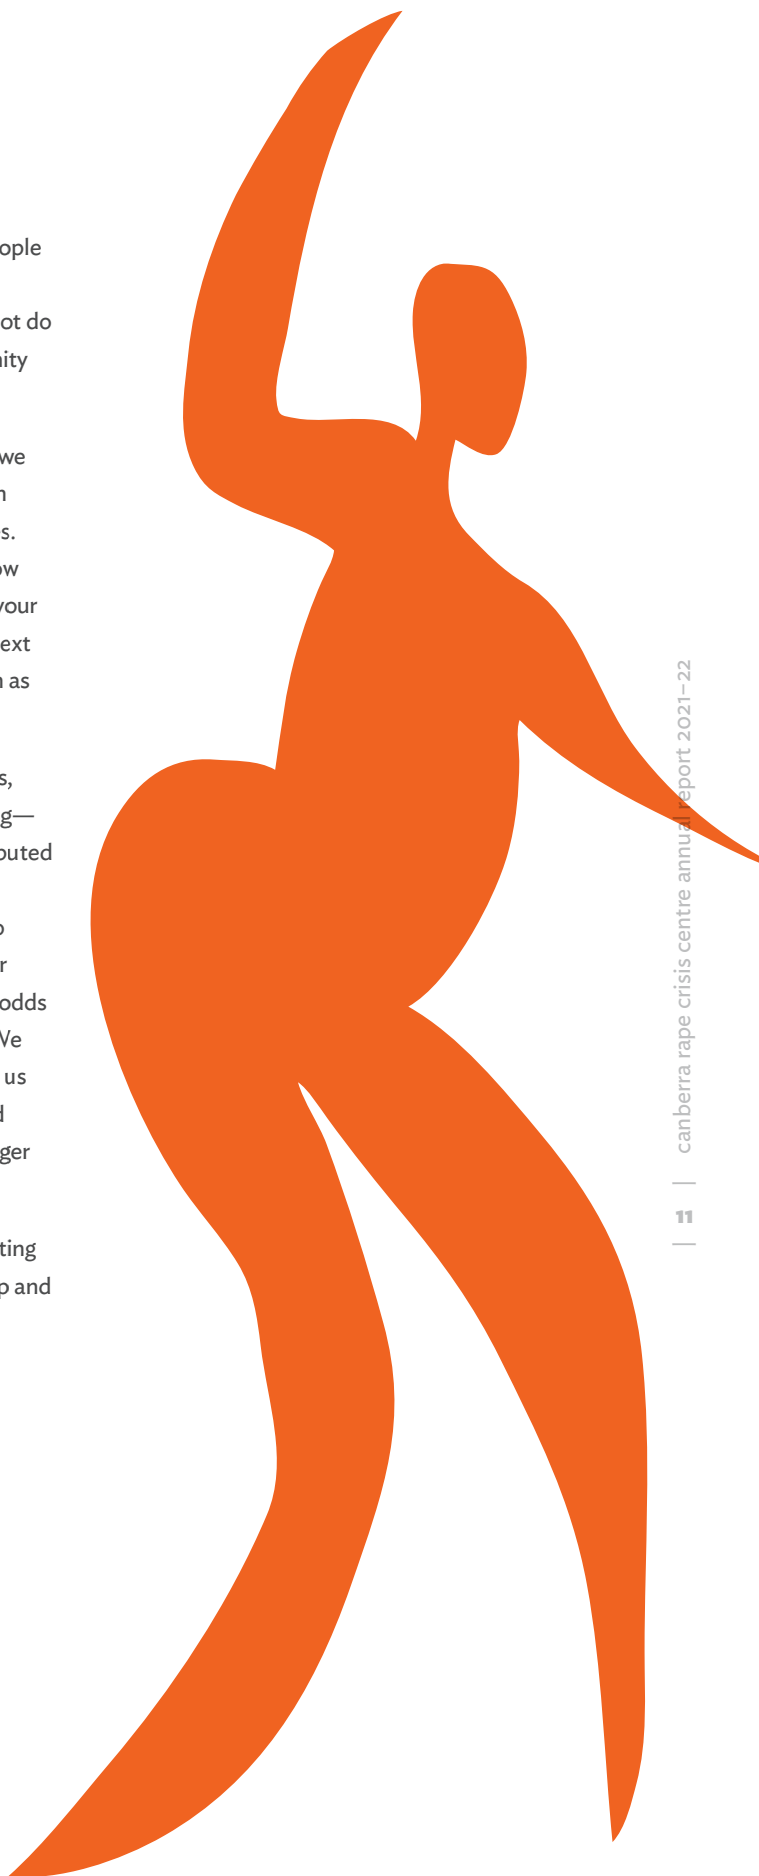 ople
ot do
ity
we
n
s.
ow
your
ext
as
s,
g—
buted
o
r
odds
We
us
d
ger
ting
p and
canberra rape crisis centre annual report 2021–22
11